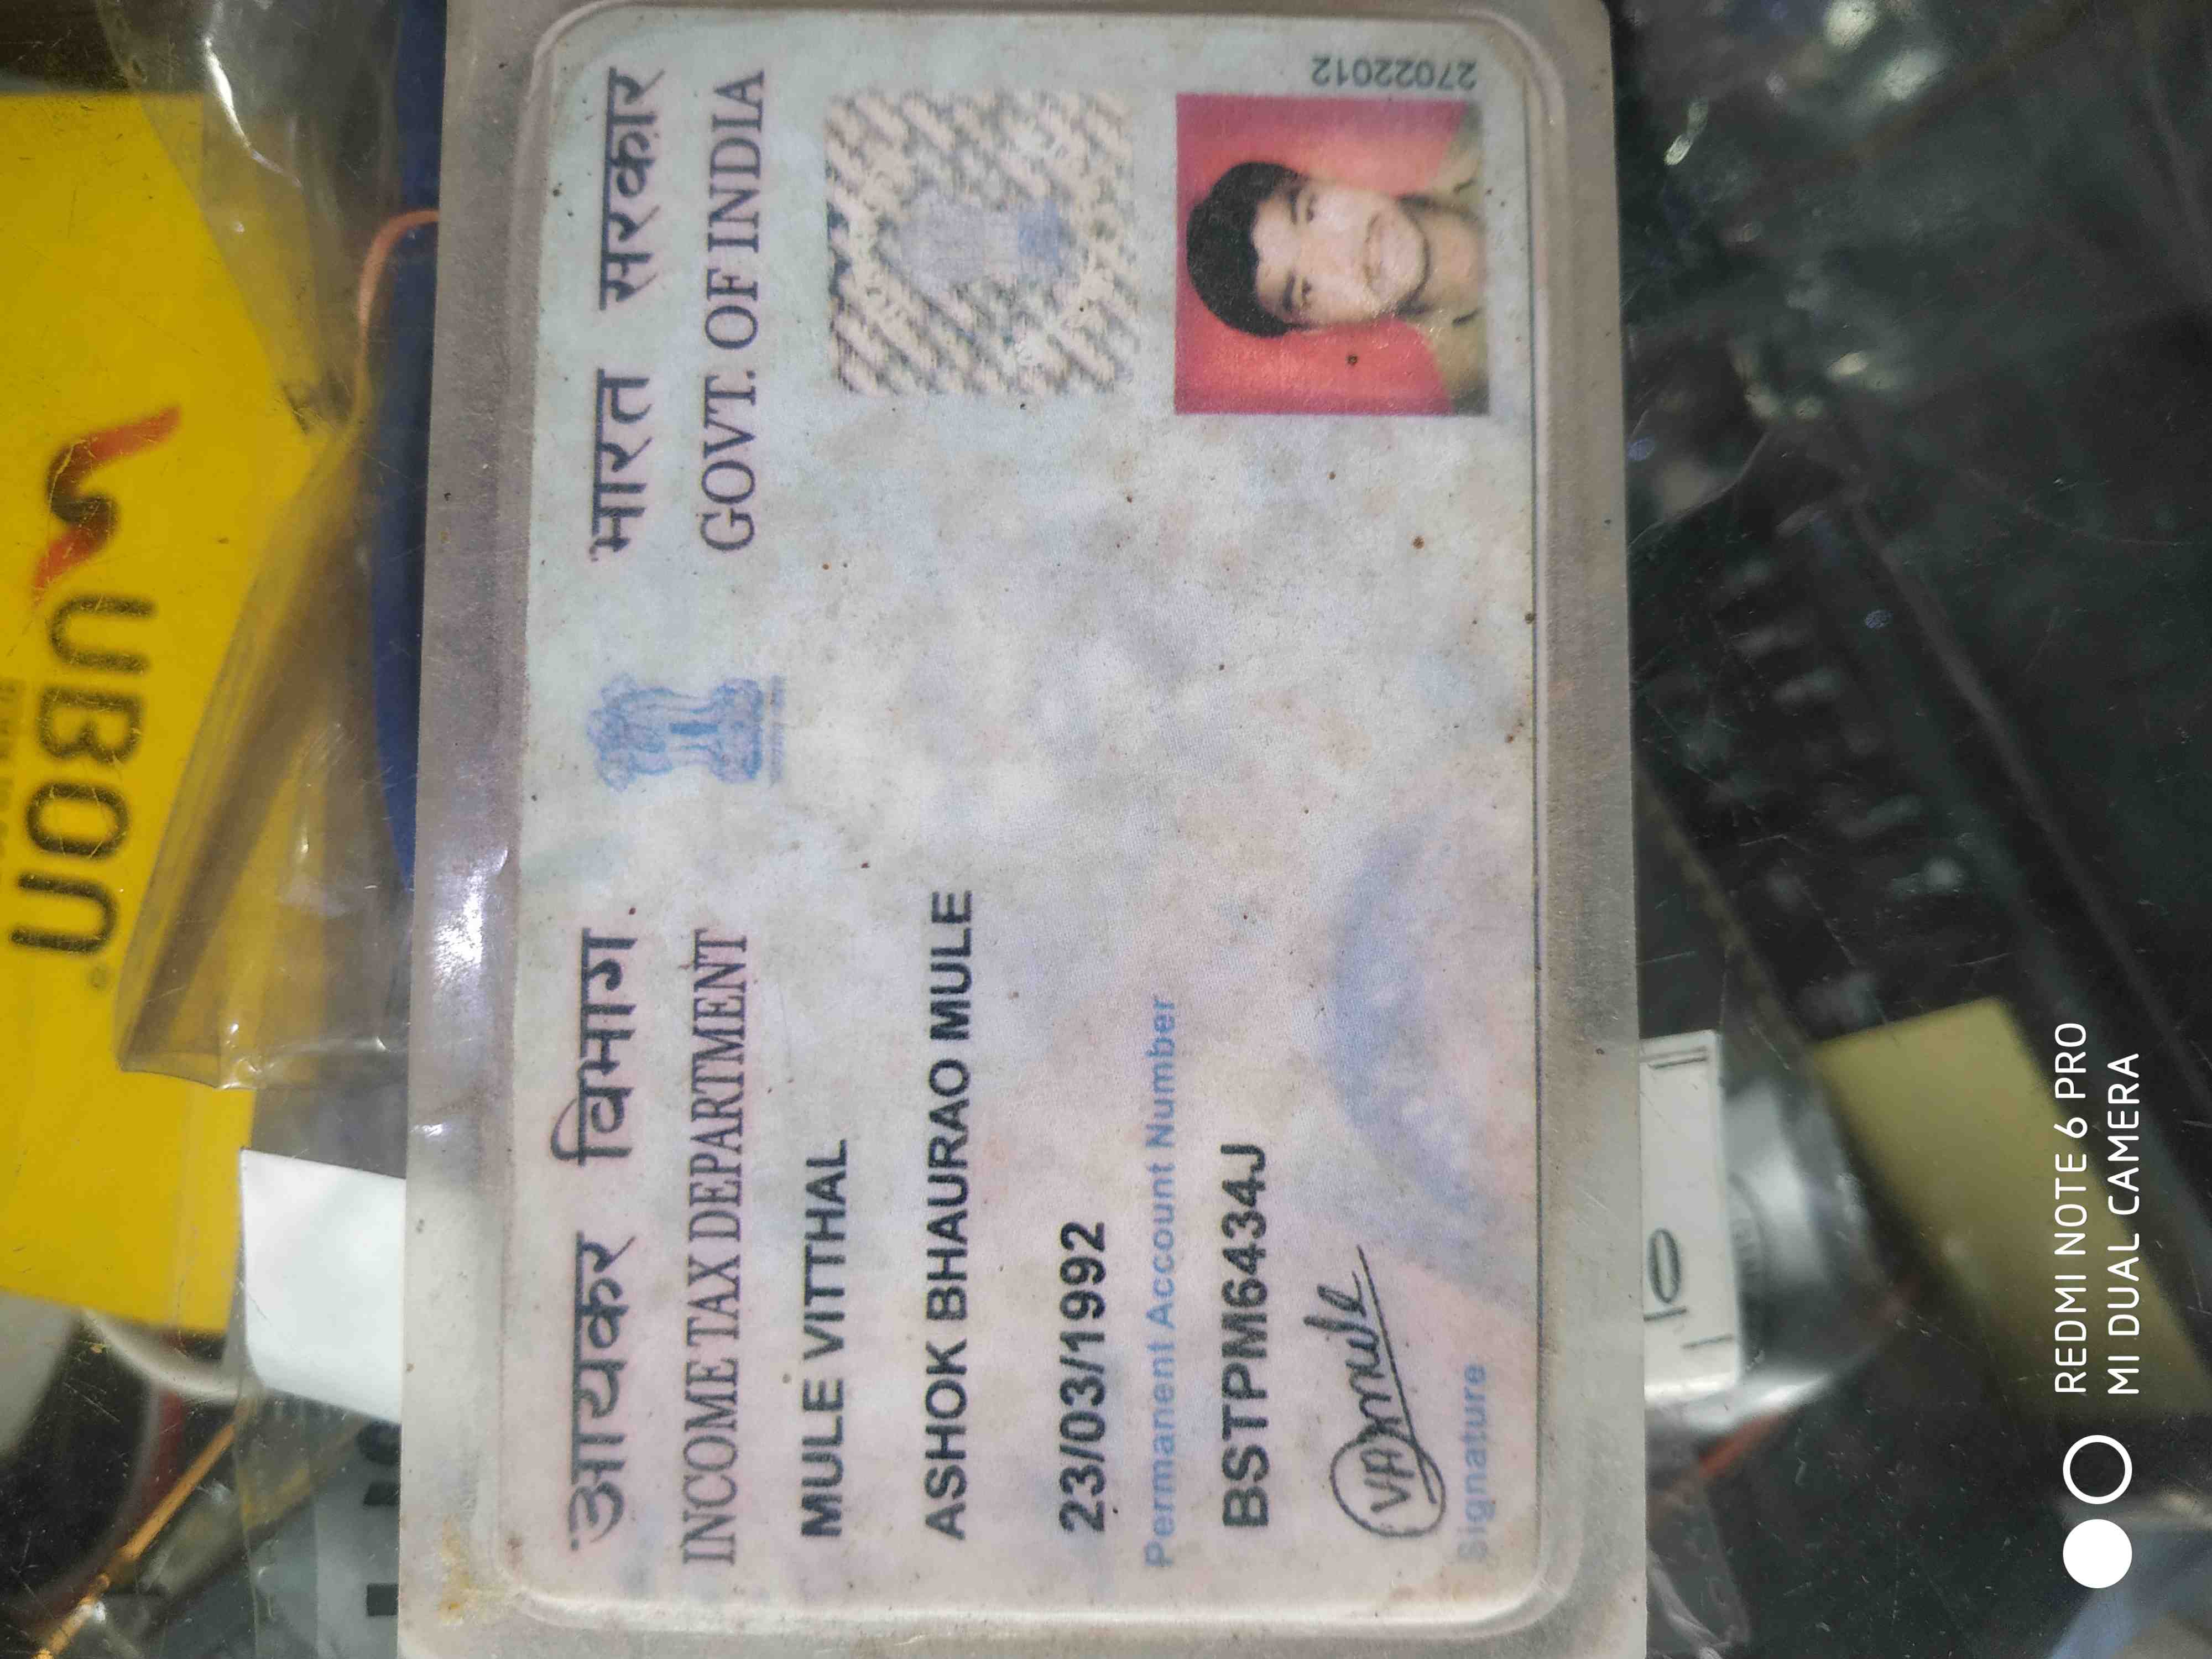 आयकर विभाग
INCOME TAX DEPARTMENT
भारत सरकार
GOVT. OF INDIA
MULE VITTHAL
ASHOK BHAURAO MULE
23/03/1992
Permanent Account Number
BSTPM6434J
VAmule
Signature
27022012
UBON
10
REDMI NOTE 6 PRO
MI DUAL CAMERA